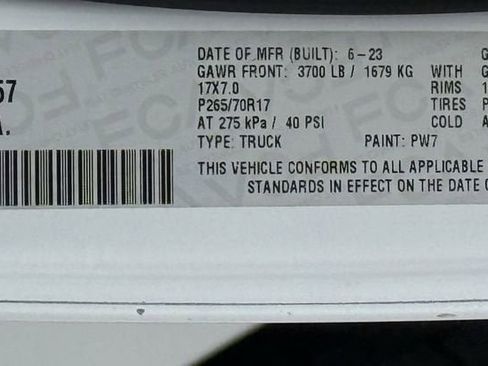 57
DATE OF MFR (BUILT): 6-23 G
GAWR FRONT: 3700 LB / 1679 KG WITH G
17X7.0 RIMS 1
P265/70R17 TIRES P
AT 275 kPa / 40 PSI COLD A
A.
TYPE: TRUCK PAINT: PW7
THIS VEHICLE CONFORMS TO ALL APPLICABLE
STANDARDS IN EFFECT ON THE DATE O